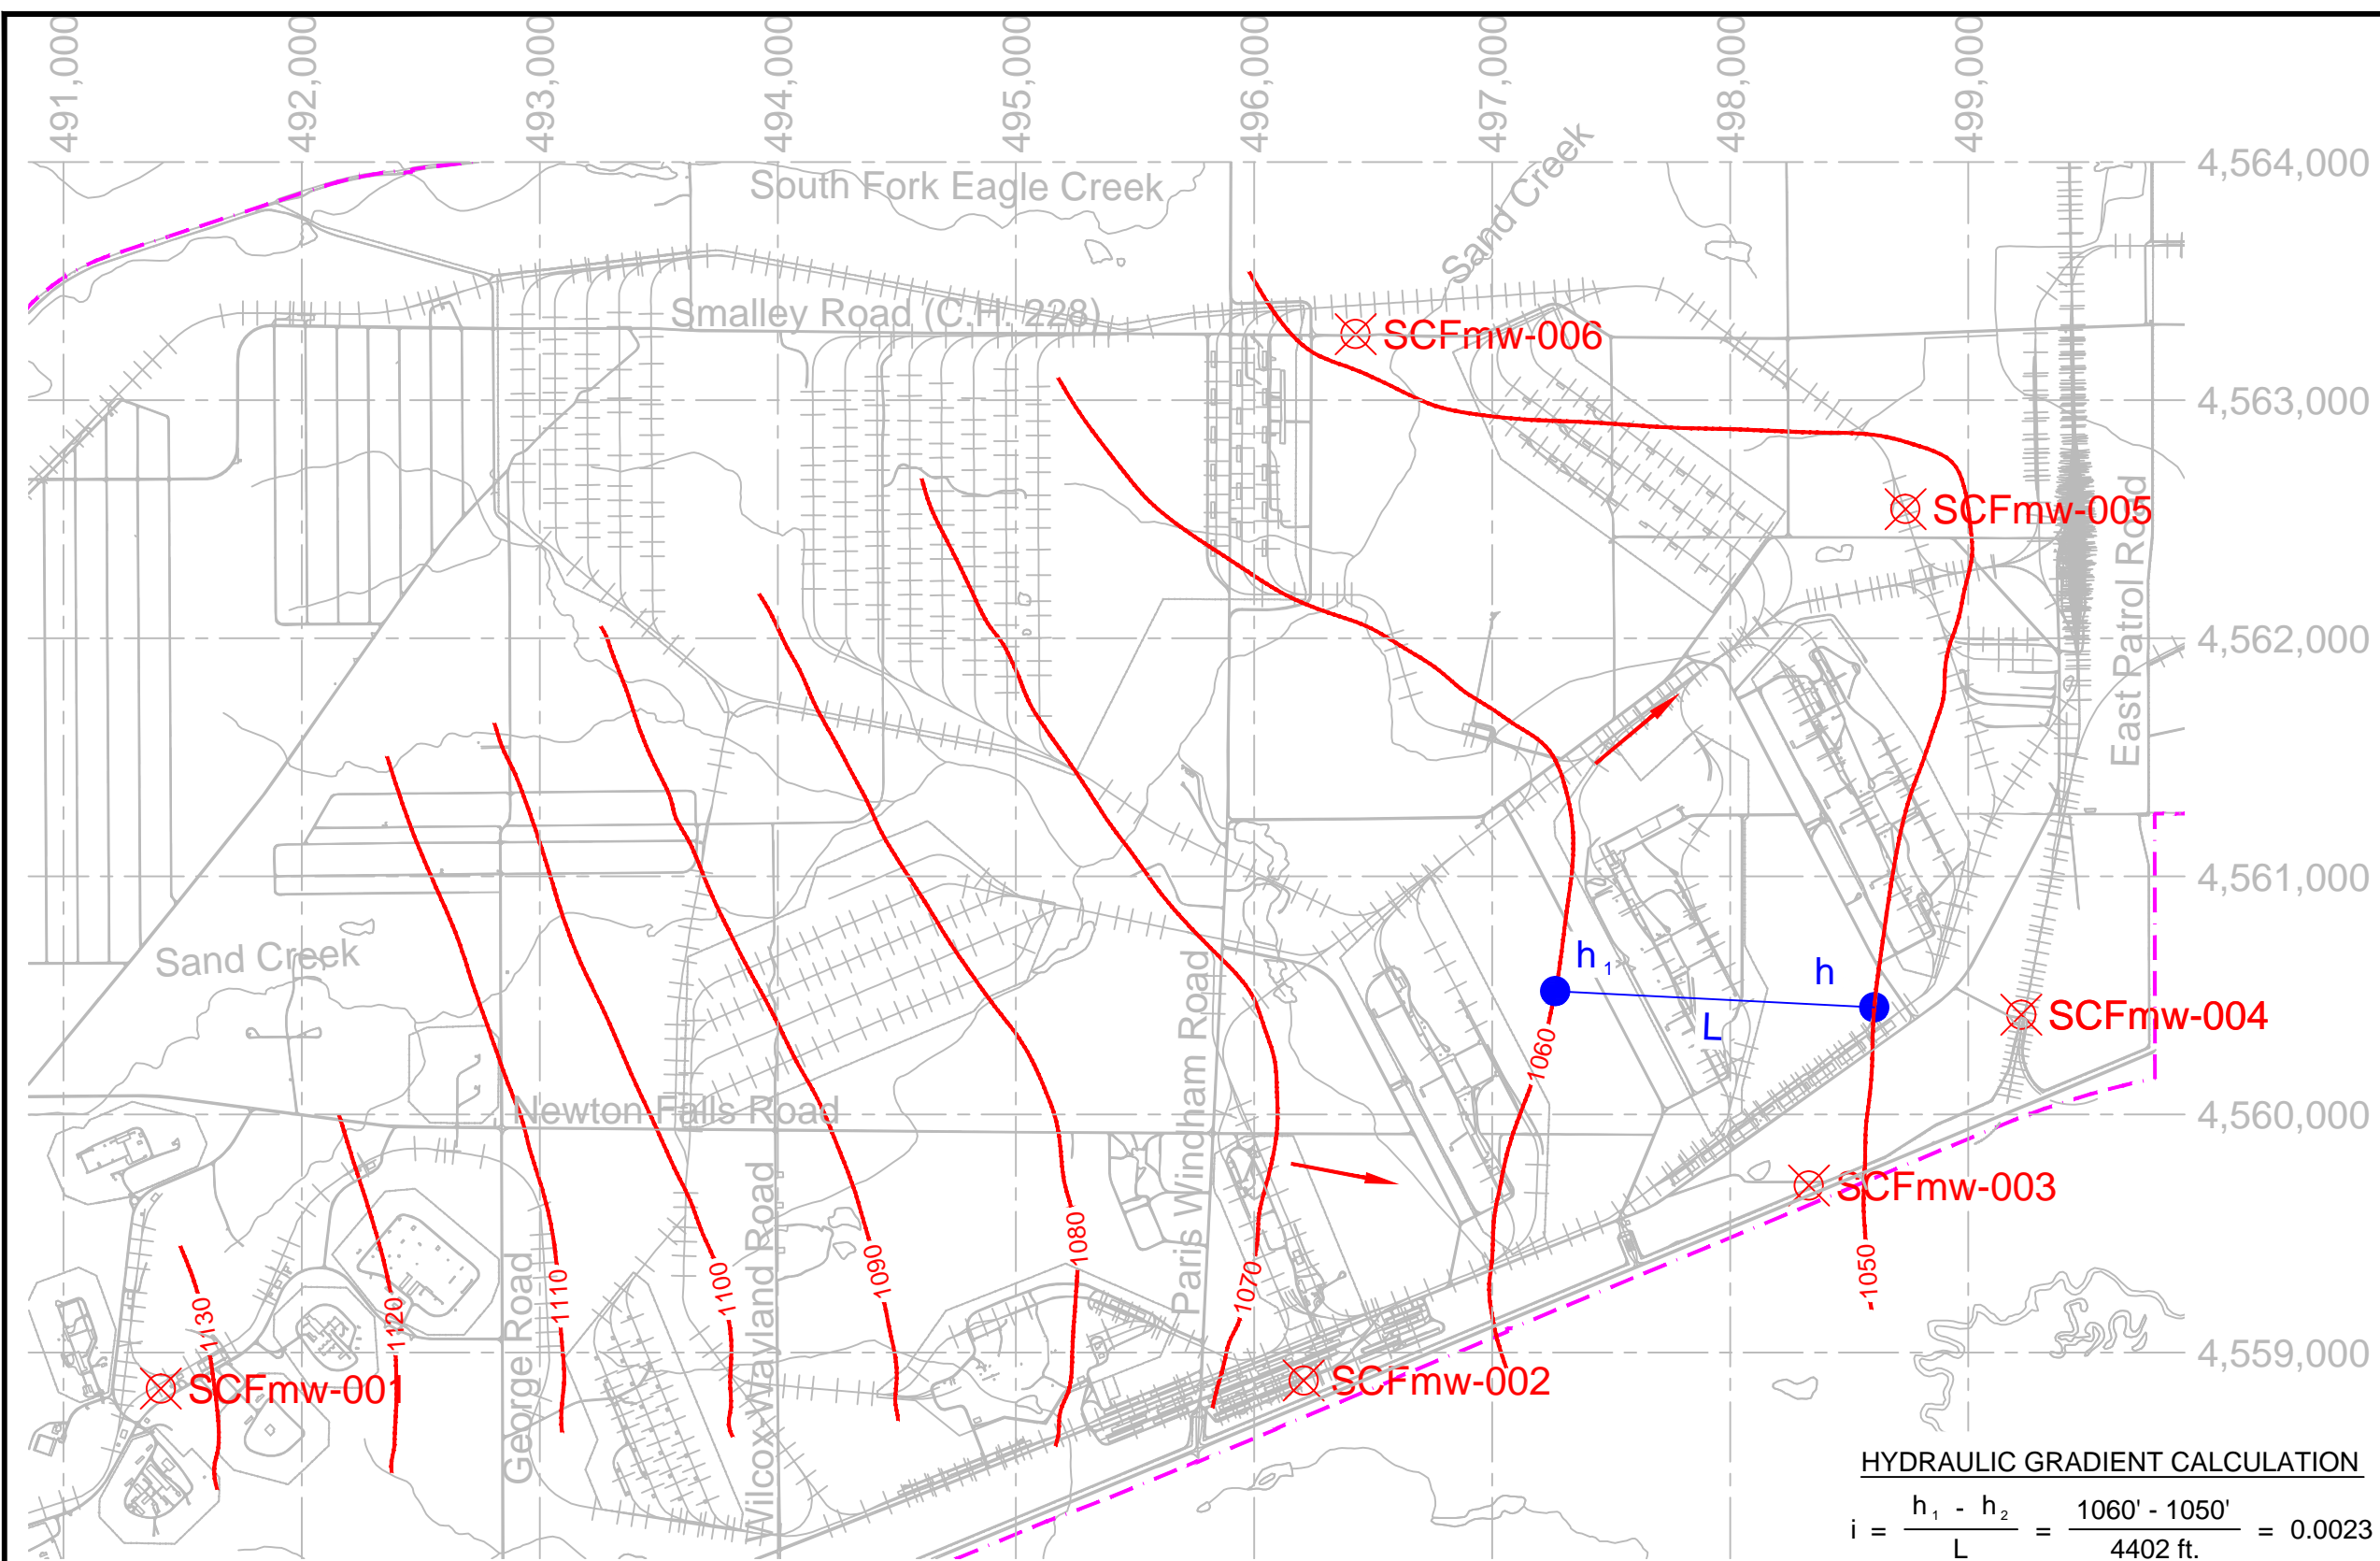 491,000
492,000
493,000
494,000
495,000
496,000
497,000
498,000
499,000
4,564,000
South Fork Eagle Creek
Sand Creek
Smalley Road (C.H. 228)
SCFmw-006
4,563,000
SCFmw-005
East Patrol Road
4,562,000
4,561,000
Sand Creek
h₁
h
L
SCFmw-004
1060
Newton Falls Road
4,560,000
Paris Windham Road
SCFmw-003
Wilcox-Wayland Road
George Road
1130
1120
1110
1100
1090
1080
1070
1050
4,559,000
SCFmw-001
SCFmw-002
HYDRAULIC GRADIENT CALCULATION
i = h₁ - h₂ / L = 1060' - 1050' / 4402 ft. = 0.0023